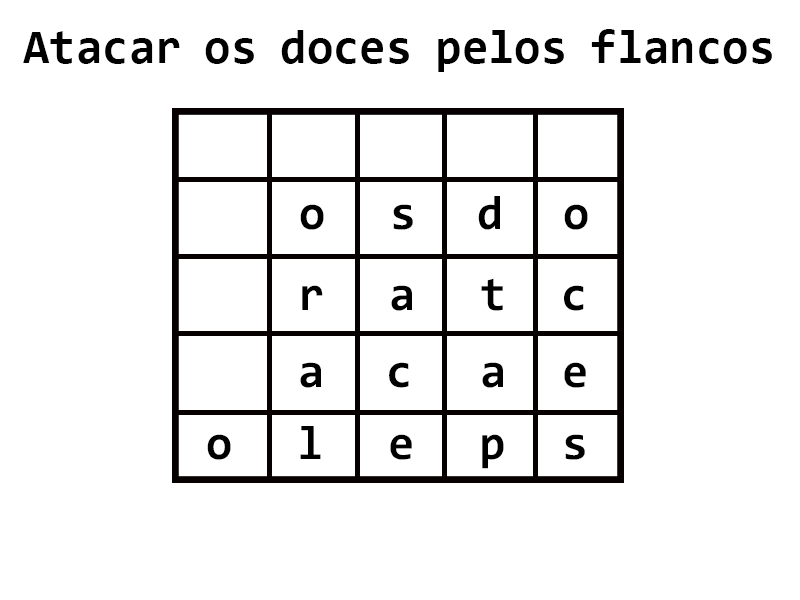 Atacar os doces pelos flancos
o s d o
r a t c
a c a e
o l e p s